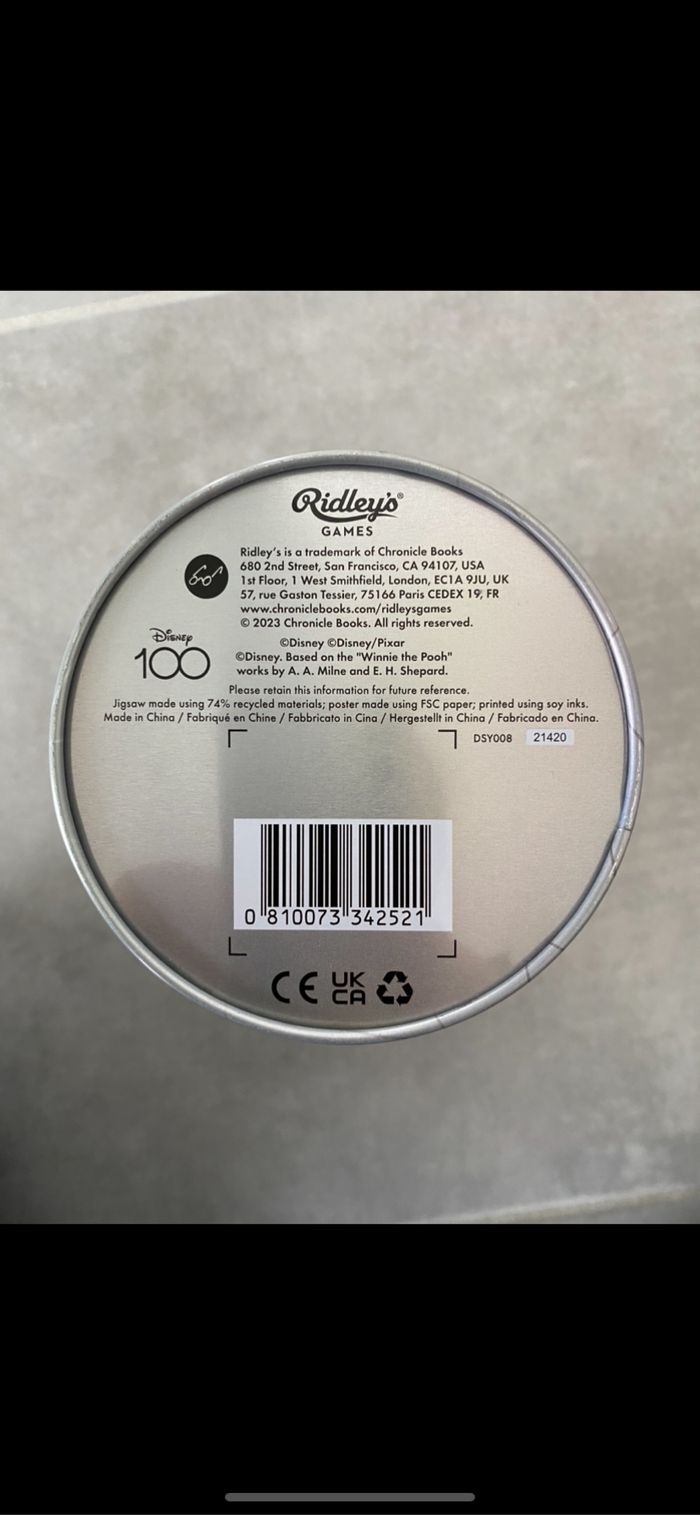 Ridley's®
GAMES
Ridley's is a trademark of Chronicle Books
680 2nd Street, San Francisco, CA 94107, USA
1st Floor, 1 West Smithfield, London, EC1A 9JU, UK
57, rue Gaston Tessier, 75166 Paris CEDEX 19, FR
www.chroniclebooks.com/ridleysgames
© 2023 Chronicle Books. All rights reserved.
Disney
100
©Disney ©Disney/Pixar
©Disney. Based on the "Winnie the Pooh"
works by A. A. Milne and E. H. Shepard.
Please retain this information for future reference.
Jigsaw made using 74% recycled materials; poster made using FSC paper; printed using soy inks.
Made in China / Fabriqué en Chine / Fabbricato in Cina / Hergestellt in China / Fabricado en China.
DSY008 21420
0 810073 342521
CE UK
CA